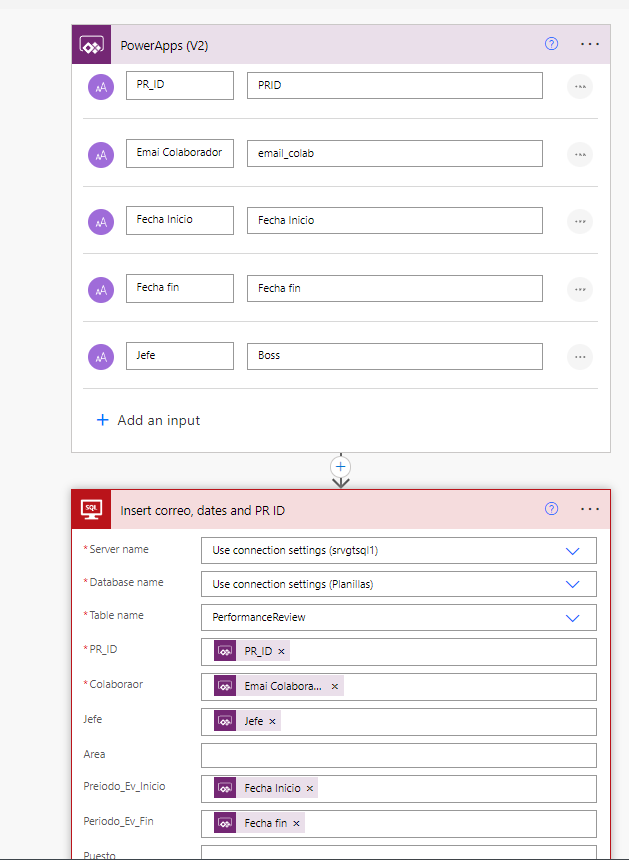 PowerApps (V2)
PR_ID PRID
Emai Colaborador email_colab
Fecha Inicio Fecha Inicio
Fecha fin Fecha fin
Jefe Boss
+ Add an input
SQL Insert correo, dates and PR ID
* Server name Use connection settings (srvgtsql1)
* Database name Use connection settings (Planillas)
* Table name PerformanceReview
* PR_ID PR_ID ×
* Colaboraor Emai Colabora... ×
Jefe Jefe ×
Area
Preiodo_Ev_Inicio Fecha Inicio ×
Periodo_Ev_Fin Fecha fin ×
Puesto